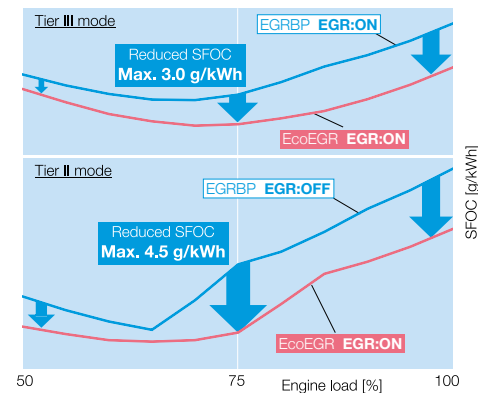 Tier III mode
EGRBP EGR:ON
Reduced SFOC
Max. 3.0 g/kWh
EcoEGR EGR:ON
Tier II mode
EGRBP EGR:OFF
Reduced SFOC
Max. 4.5 g/kWh
EcoEGR EGR:ON
SFOC [g/kWh]
50 75 100
Engine load [%]